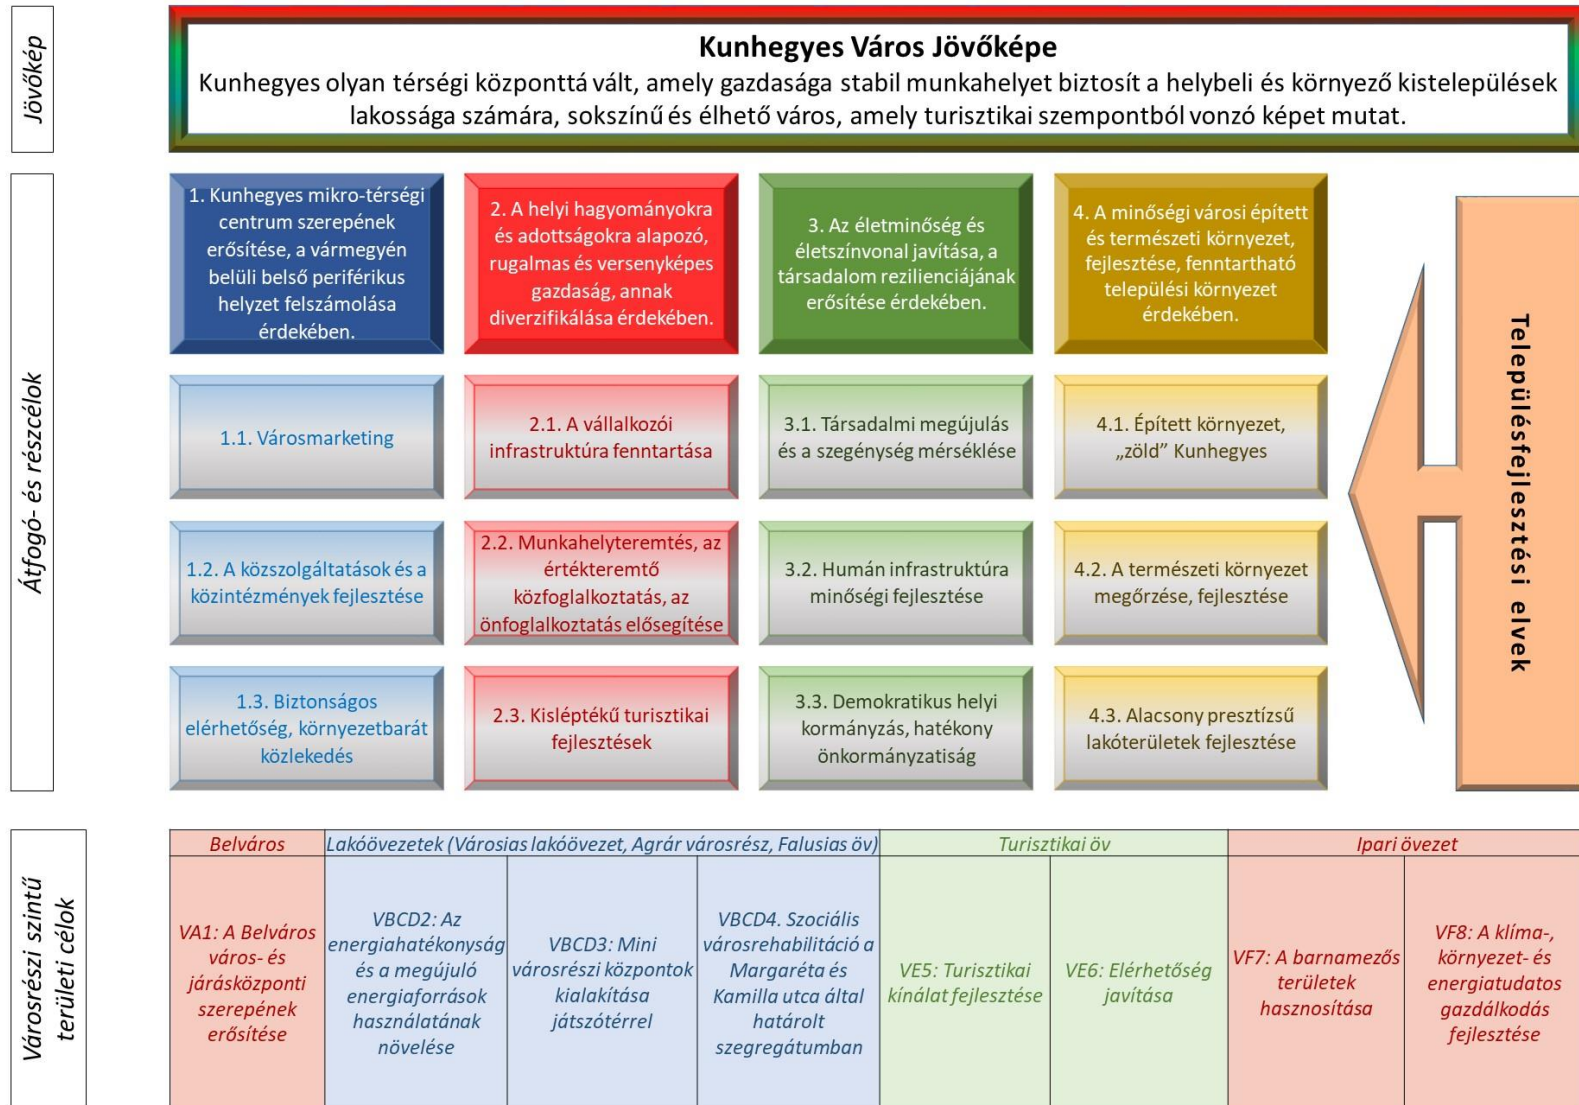 Jövőkép
Kunhegyes Város Jövőképe
Kunhegyes olyan térségi központtá vált, amely gazdasága stabil munkahelyet biztosít a helybeli és környező kistelepülések
lakossága számára, sokszínű és élhető város, amely turisztikai szempontból vonzó képet mutat.
Átfogó- és részcélok
1. Kunhegyes mikro-térségi
centrum szerepének
erősítése, a vármegyén
belüli belső periférikus
helyzet felszámolása
érdekében.
2. A helyi hagyományokra
és adottságokra alapozó,
rugalmas és versenyképes
gazdaság, annak
diverzifikálása érdekében.
3. Az életminőség és
életszínvonal javítása, a
társadalom rezilienciájának
erősítése érdekében.
4. A minőségi városi épített
és természeti környezet,
fejlesztése, fenntartható
települési környezet
érdekében.
Településfejlesztési elvek
1.1. Városmarketing
2.1. A vállalkozói
infrastruktúra fenntartása
3.1. Társadalmi megújulás
és a szegénység mérséklése
4.1. Épített környezet,
„zöld” Kunhegyes
1.2. A közszolgáltatások és a
közintézmények fejlesztése
2.2. Munkahelyteremtés, az
értékteremtő
közfoglalkoztatás, az
önfoglalkoztatás elősegítése
3.2. Humán infrastruktúra
minőségi fejlesztése
4.2. A természeti környezet
megőrzése, fejlesztése
1.3. Biztonságos
elérhetőség, környezetbarát
közlekedés
2.3. Kisléptékű turisztikai
fejlesztések
3.3. Demokratikus helyi
kormányzás, hatékony
önkormányzatiság
4.3. Alacsony presztízsű
lakóterületek fejlesztése
Városrészi szintű
területi célok
Belváros
Lakóövezetek (Városias lakóövezet, Agrár városrész, Falusias öv)
Turisztikai öv
Ipari övezet
VA1: A Belváros
város- és
járásközponti
szerepének
erősítése
VBCD2: Az
energiahatékonyság
és a megújuló
energiaforrások
használatának
növelése
VBCD3: Mini
városrészi központok
kialakítása
játszótérrel
VBCD4. Szociális
városrehabilitáció a
Margaréta és
Kamilla utca által
határolt
szegregátumban
VE5: Turisztikai
kínálat fejlesztése
VE6: Elérhetőség
javítása
VF7: A barnamezős
területek
hasznosítása
VF8: A klíma-,
környezet- és
energiatudatos
gazdálkodás
fejlesztése